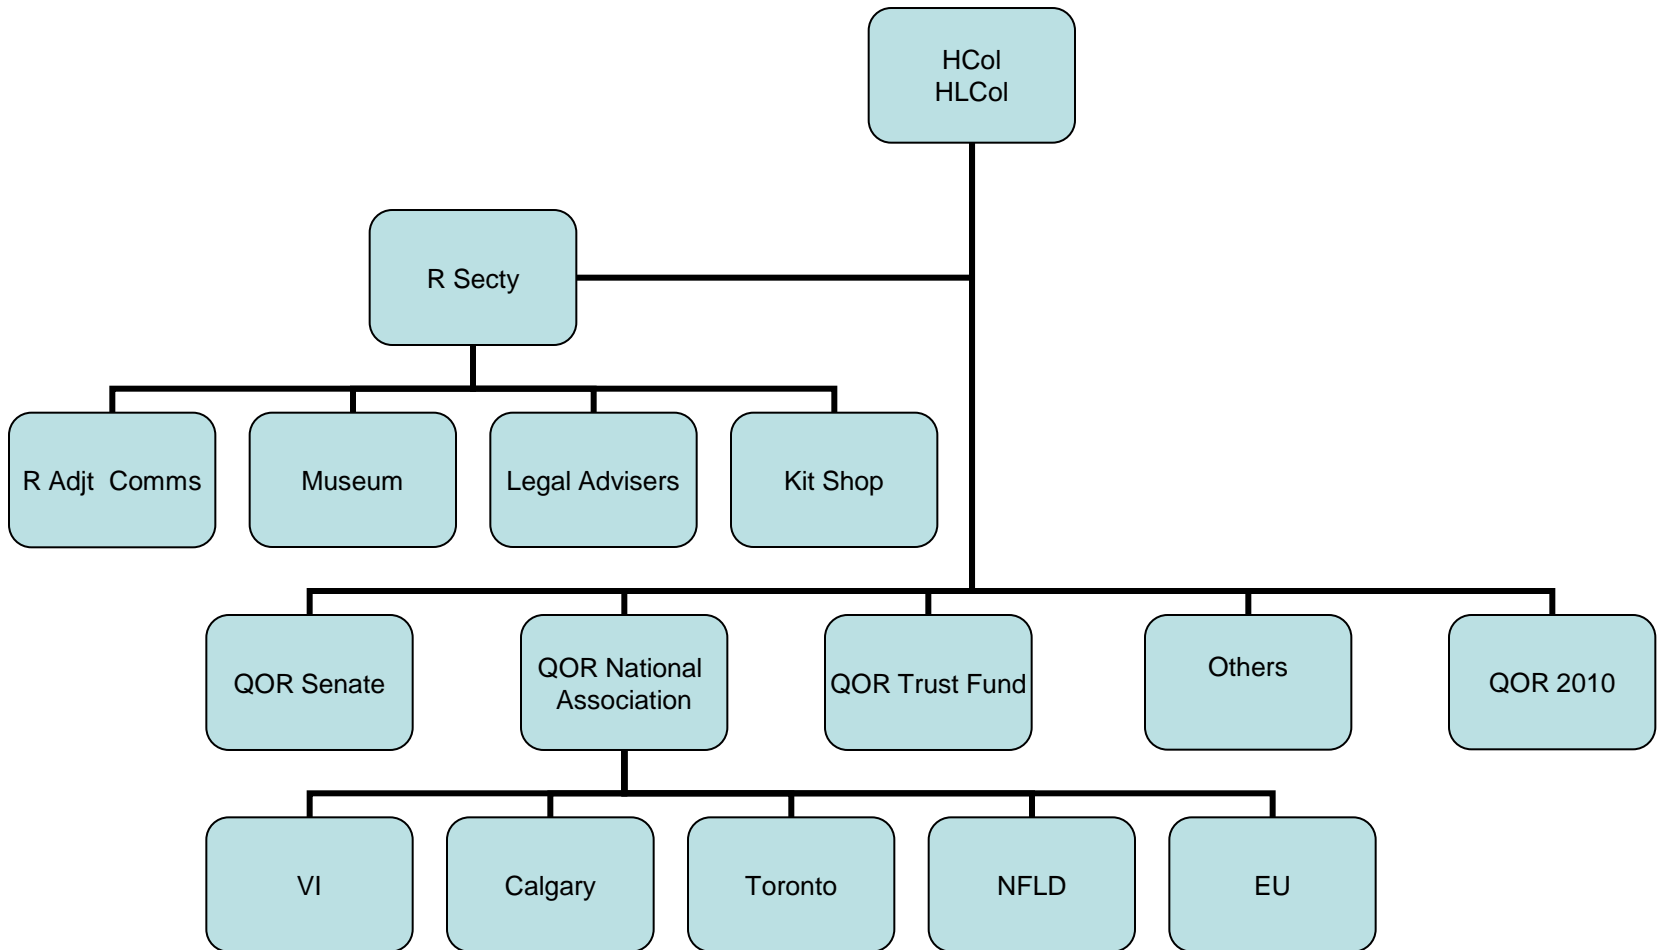 HCol
HLCol
R Secty
R Adjt  Comms
Museum
Legal Advisers
Kit Shop
QOR Senate
QOR National
Association
QOR Trust Fund
Others
QOR 2010
VI
Calgary
Toronto
NFLD
EU